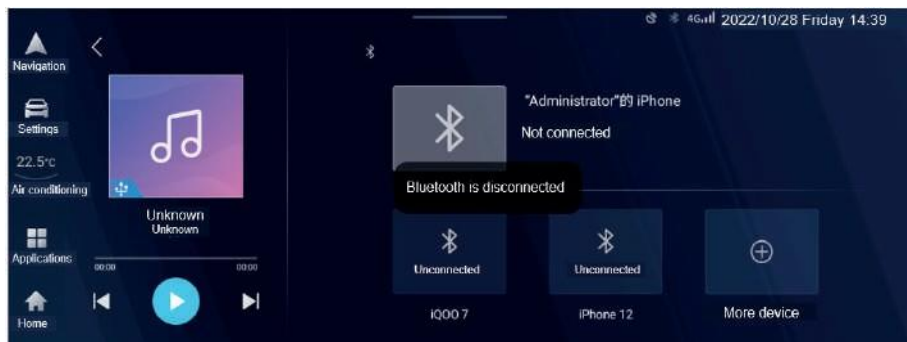 4G 2022/10/28 Friday 14:39
Navigation
Settings
22.5°C
Air conditioning
Applications
Home
Unknown
Unknown
00:00 00:00
"Administrator"的 iPhone
Not connected
Bluetooth is disconnected
Unconnected
iQOO 7
Unconnected
iPhone 12
More device